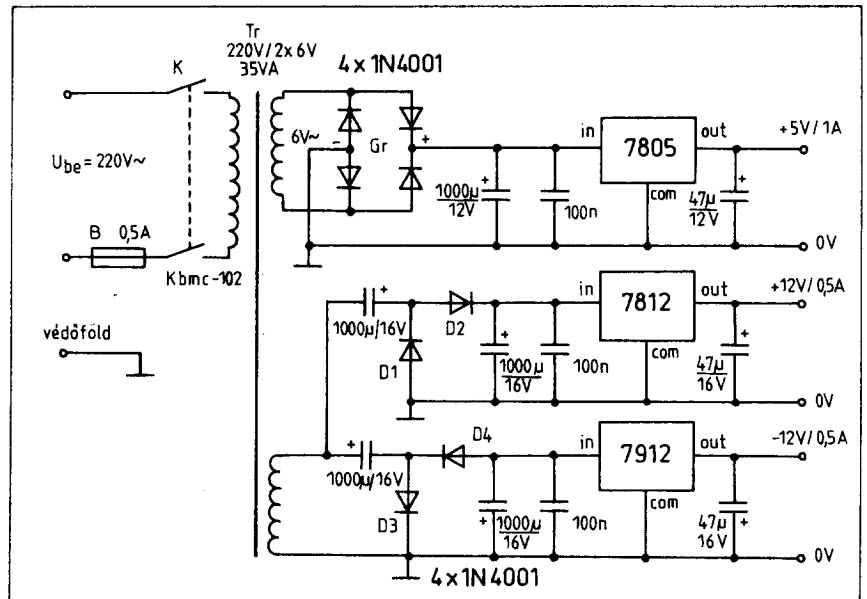 Tr
220V/2x 6V
35VA
K
4 x 1N4001
6V~
Gr
-
+
in
7805
out
+5V/1A
com
1000µ
12V
100n
47µ
12V
+
+
0V
Ube = 220V~
B 0,5A
Kbmc-102
védőföld
+
1000µ/16V
D2
D1
+
1000µ
16V
100n
in
7812
out
+12V/0,5A
com
+
47µ
16V
0V
D4
+
1000µ/16V
D3
1000µ
16V
+
100n
in
7912
out
-12V/0,5A
com
47µ
16V
+
0V
4 x 1N4001